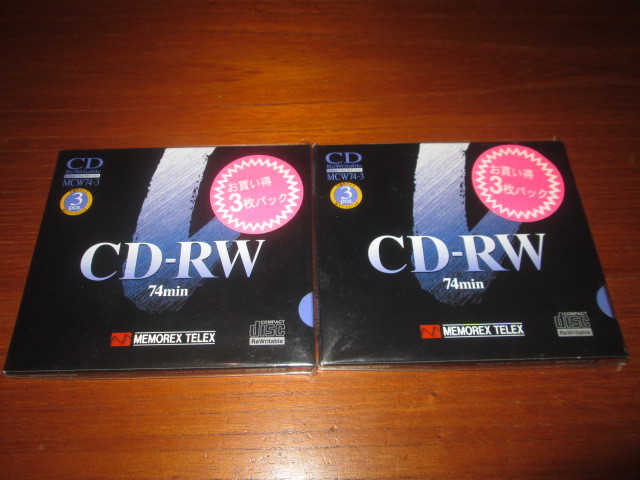 CD
ReWritable
MCW74-3
3
pcs.
お買い得
3枚パック
CD-RW
74min
MEMOREX TELEX
COMPACT
disc
ReWritable
CD
ReWritable
MCW74-3
3
pcs.
お買い得
3枚パック
CD-RW
74min
MEMOREX TELEX
COMPACT
disc
ReWritable